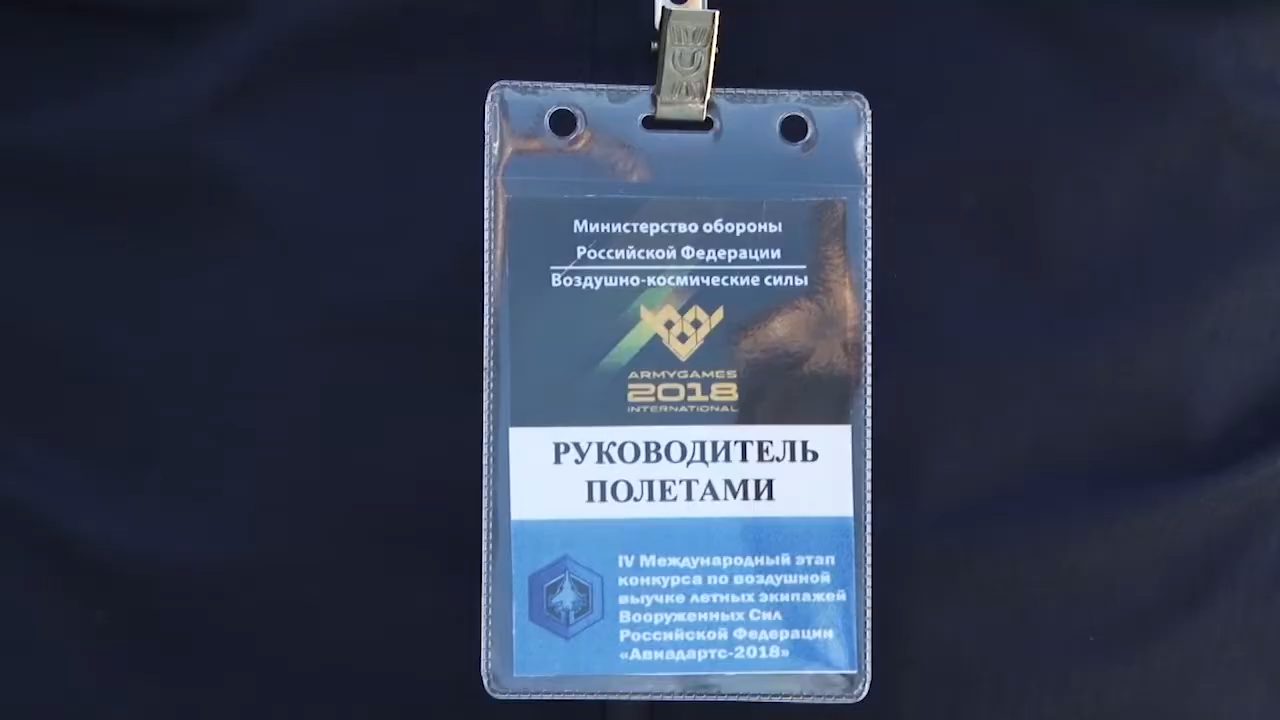 Министерство обороны
Российской Федерации
Воздушно-космические силы
ARMYGAMES
2018
INTERNATIONAL
РУКОВОДИТЕЛЬ
ПОЛЕТАМИ
IV Международный этап
конкурса по воздушной
выучке летных экипажей
Вооруженных Сил
Российской Федерации
«Авиадартс-2018»